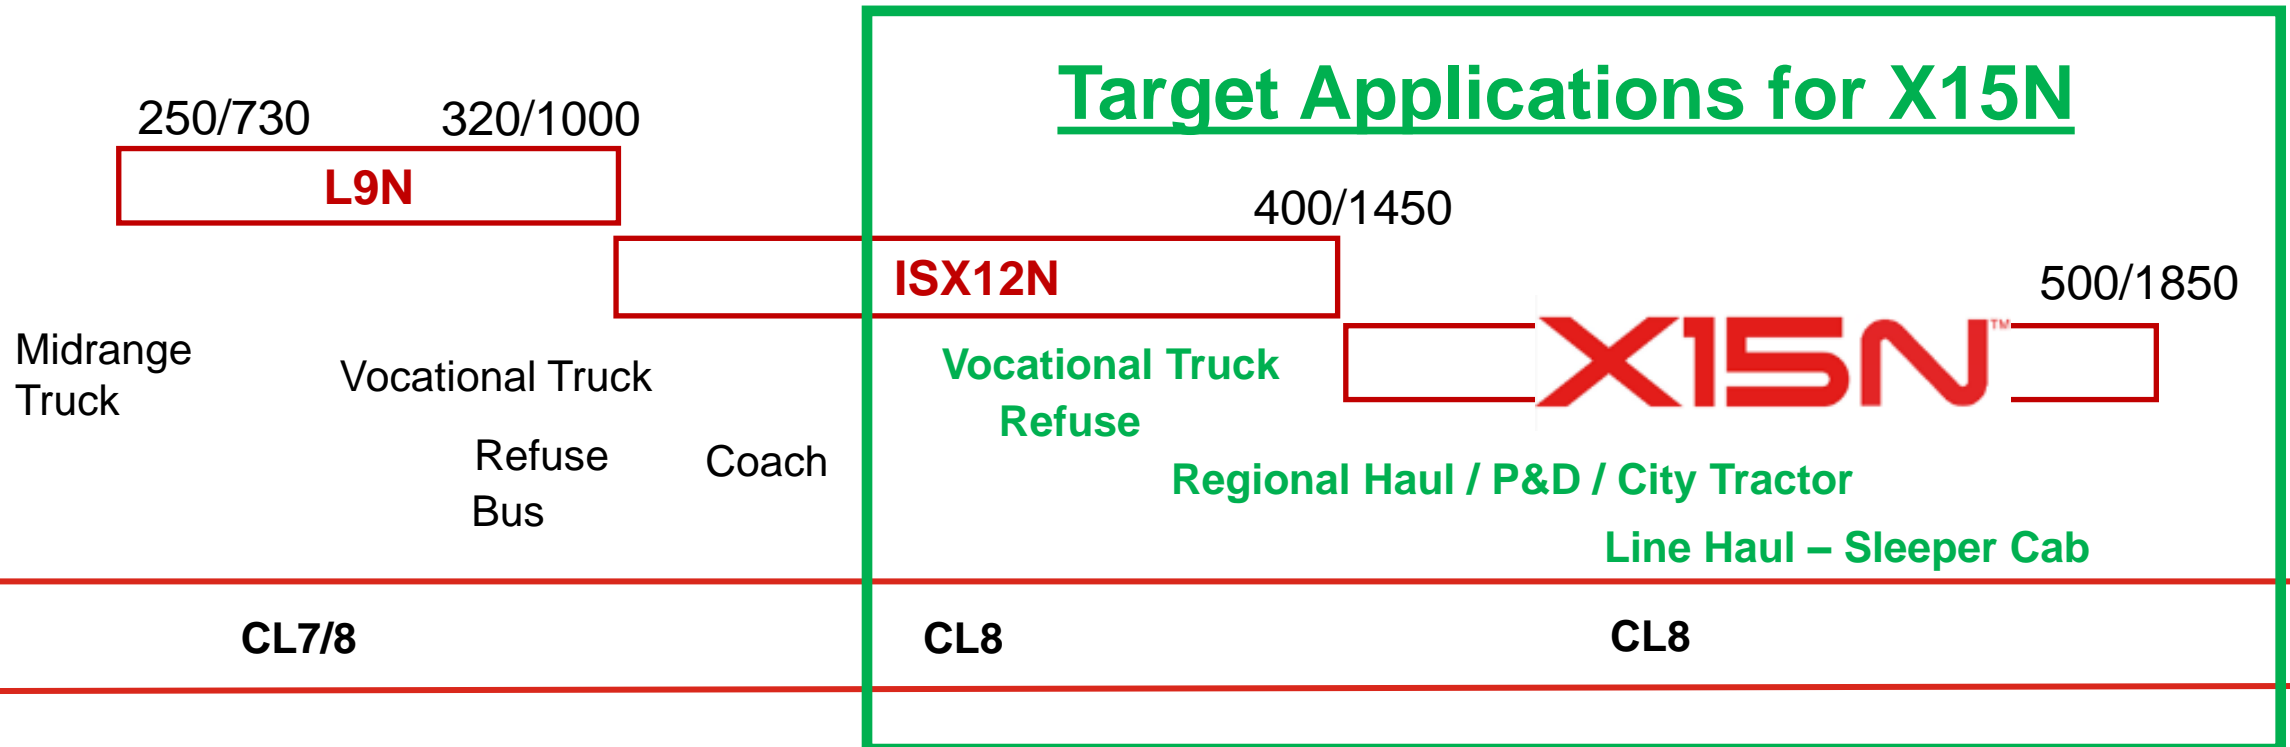 Target Applications for X15N
250/730
320/1000
L9N
400/1450
ISX12N
500/1850
X15N™
Midrange
Truck
Vocational Truck
Refuse
Bus
Coach
Vocational Truck
Refuse
Regional Haul / P&D / City Tractor
Line Haul – Sleeper Cab
CL7/8
CL8
CL8